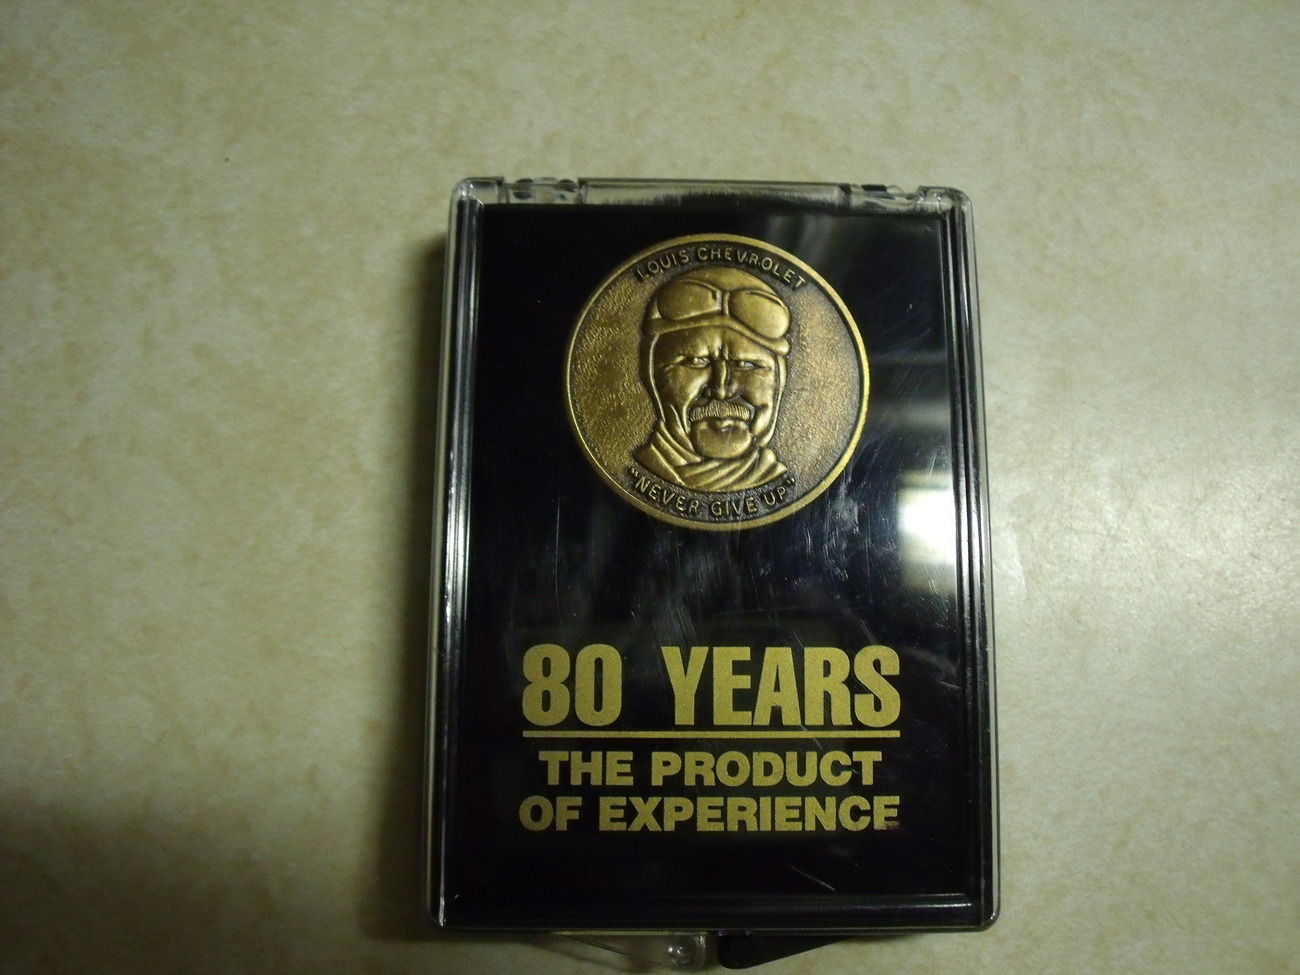 LOUIS CHEVROLET
"NEVER GIVE UP"
80 YEARS
THE PRODUCT
OF EXPERIENCE